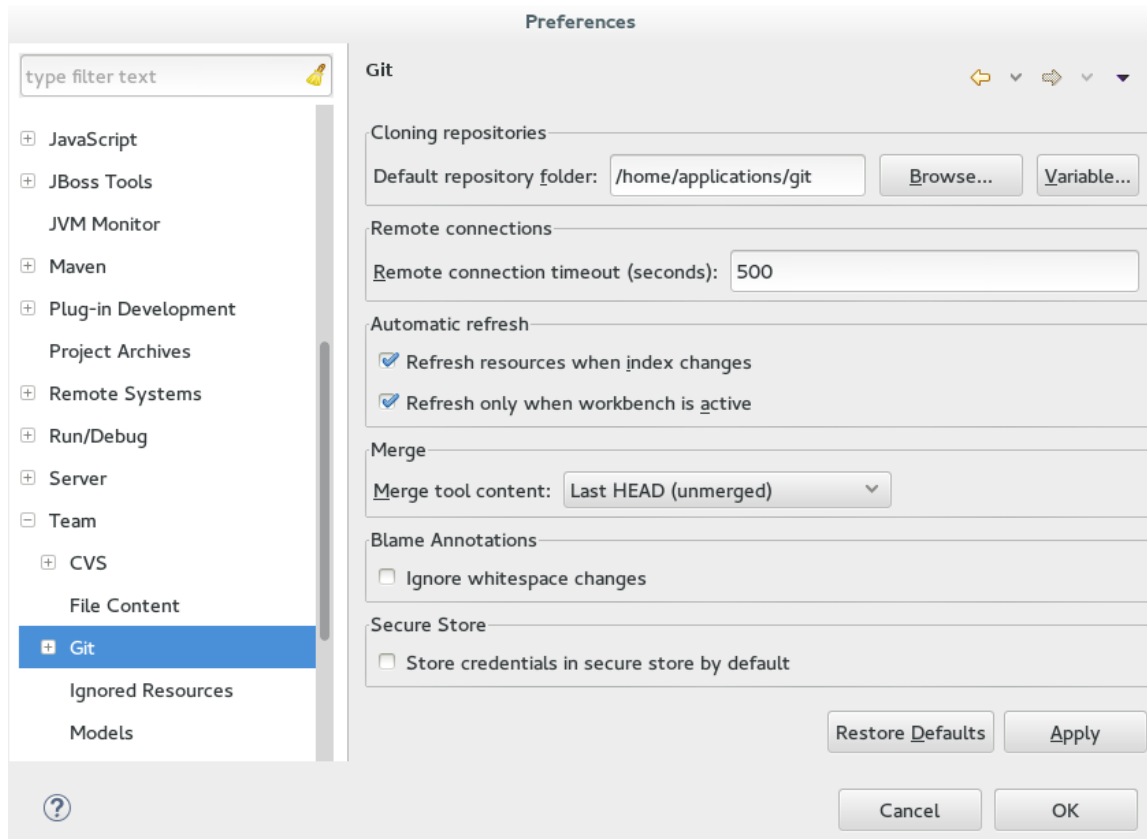 Preferences
type filter text
JavaScript
JBoss Tools
JVM Monitor
Maven
Plug-in Development
Project Archives
Remote Systems
Run/Debug
Server
Team
CVS
File Content
Git
Ignored Resources
Models
Git
Cloning repositories
Default repository folder: /home/applications/git Browse... Variable...
Remote connections
Remote connection timeout (seconds): 500
Automatic refresh
Refresh resources when index changes
Refresh only when workbench is active
Merge
Merge tool content: Last HEAD (unmerged)
Blame Annotations
Ignore whitespace changes
Secure Store
Store credentials in secure store by default
Restore Defaults Apply
? Cancel OK